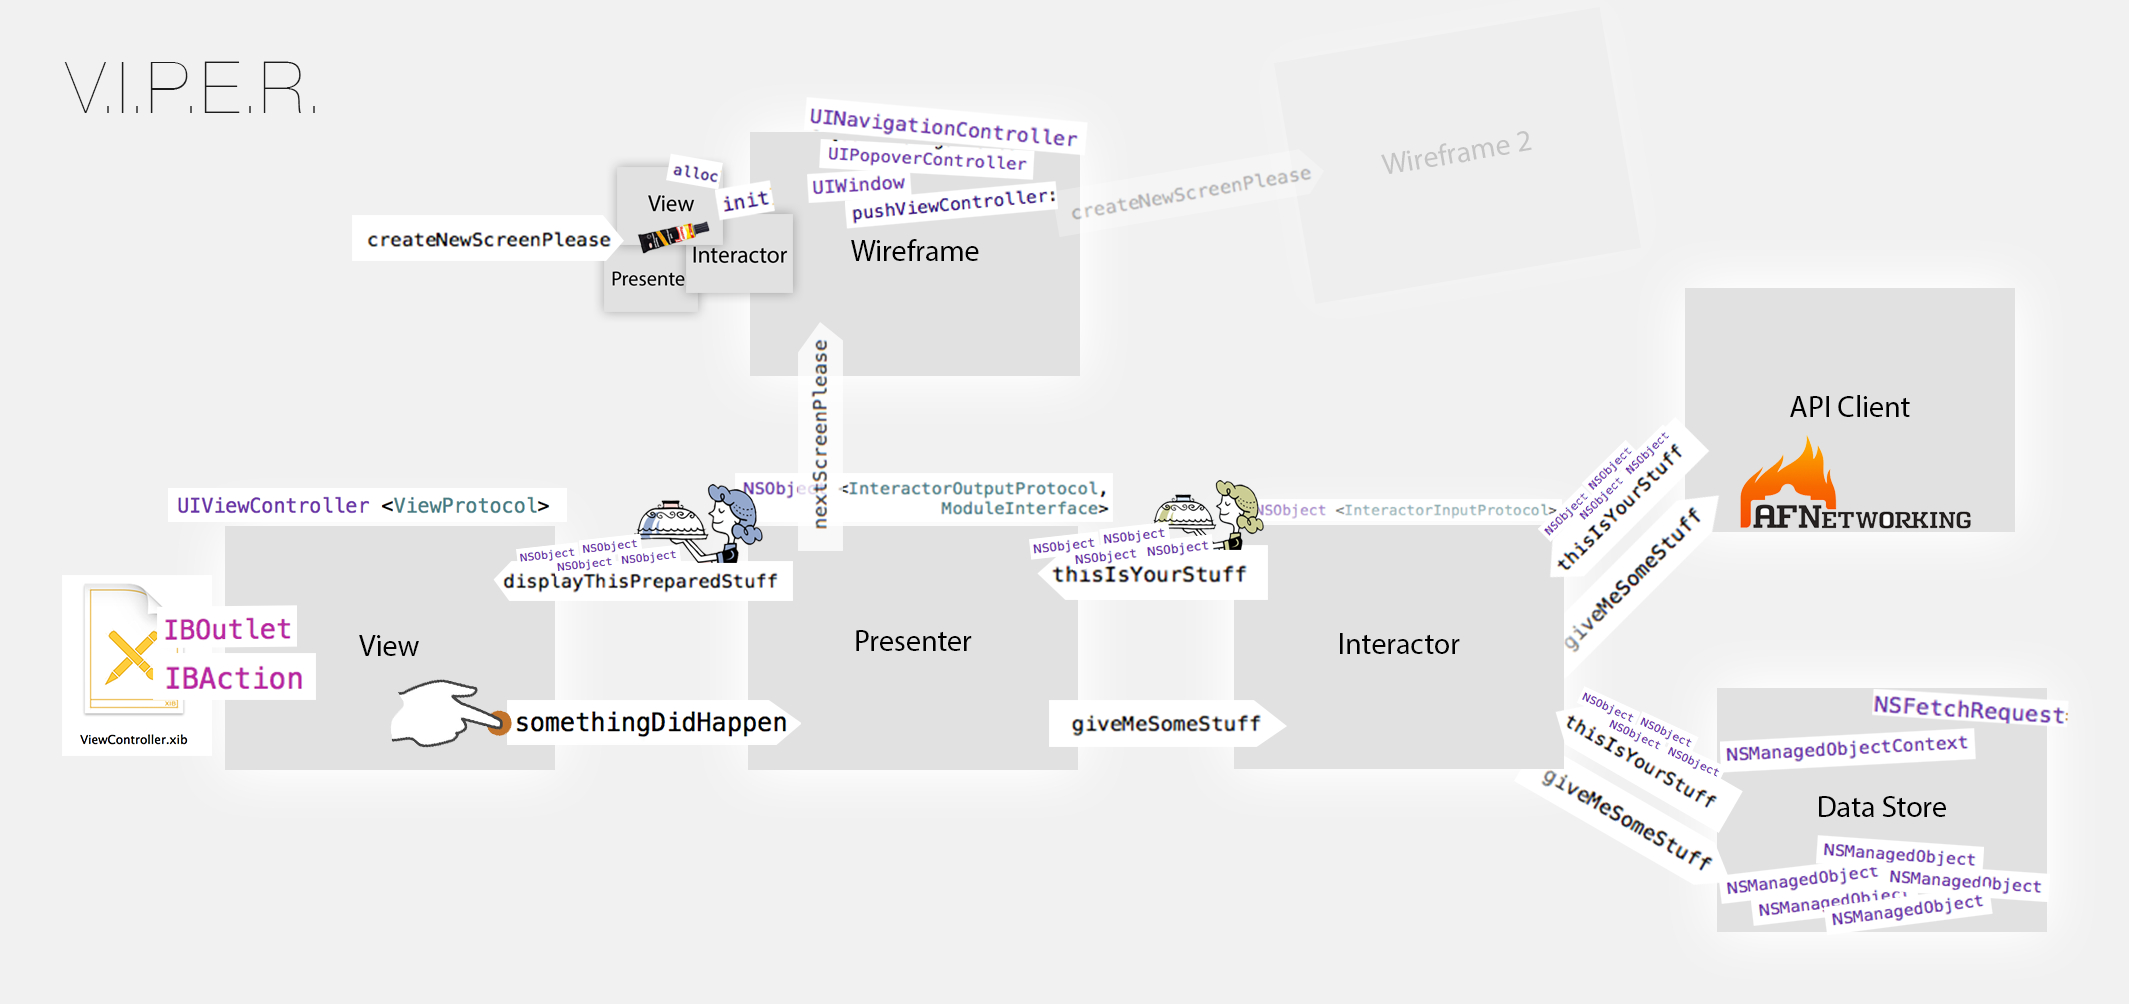 V.I.P.E.R.
UINavigationController
UIPopoverController
UIWindow
pushViewController:
Wireframe
createNewScreenPlease
Wireframe 2
alloc
init
View
createNewScreenPlease
Interactor
Presente
nextScreenPlease
API Client
AFNETWORKING
UIViewController <ViewProtocol>
NSObje <InteractorOutputProtocol,
ModuleInterface>
NSObject <InteractorInputProtocol>
NSObject NSObject
NSObject NSObject
displayThisPreparedStuff
NSObject NSObject
NSObject NSObject
thisIsYourStuff
NSObject NSObject
NSObject NSObject
thisIsYourStuff
giveMeSomeStuff
IBOutlet
IBAction
XIB
ViewController.xib
View
Presenter
Interactor
somethingDidHappen
giveMeSomeStuff
NSObject NSObject
NSObject NSObject
thisIsYourStuff
giveMeSomeStuff
NSFetchRequest
NSManagedObjectContext
Data Store
NSManagedObject
NSManagedObject
NSManagedObject
NSManagedObject
NSManagedObject